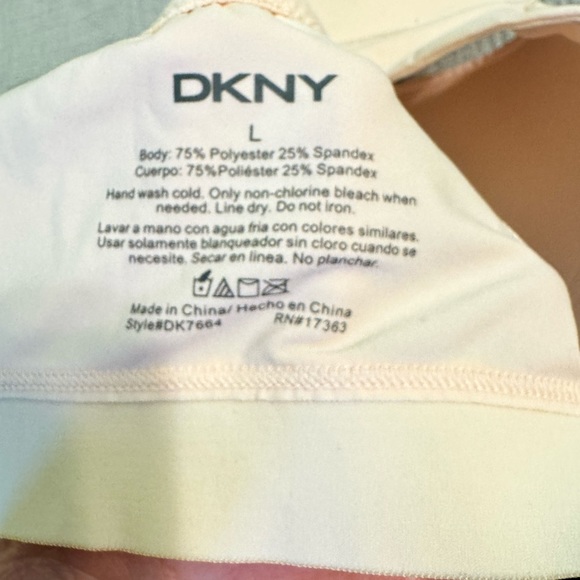 DKNY
L
Body: 75% Polyester 25% Spandex
Cuerpo: 75%Poliéster 25% Spandex
Hand wash cold. Only non-chlorine bleach when
needed. Line dry. Do not iron.
Lavar a mano con agua fria con colores similares.
Usar solamente blanqueador sin cloro cuando se
necesite. Secar en linea. No planchar.
Made in China/ Hecho en China
Style#DK7664 RN#17363